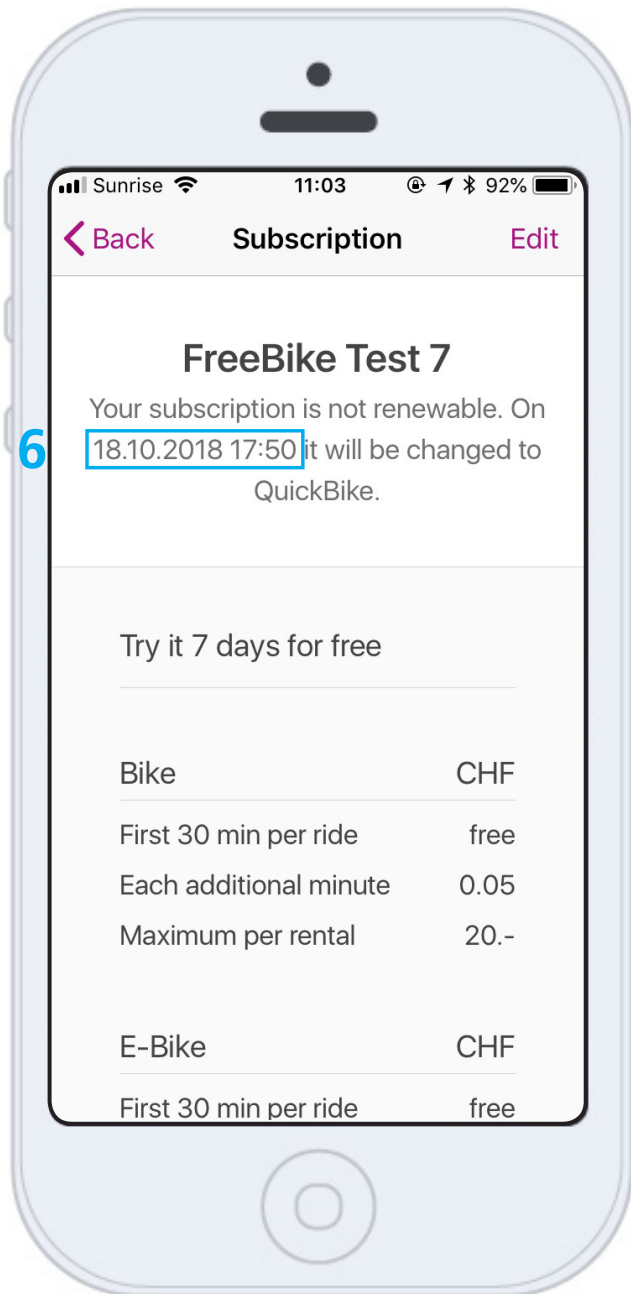 Sunrise 11:03 92%
Back Subscription Edit
FreeBike Test 7
Your subscription is not renewable. On
6 18.10.2018 17:50 it will be changed to
QuickBike.
Try it 7 days for free
Bike CHF
First 30 min per ride free
Each additional minute 0.05
Maximum per rental 20.-
E-Bike CHF
First 30 min per ride free